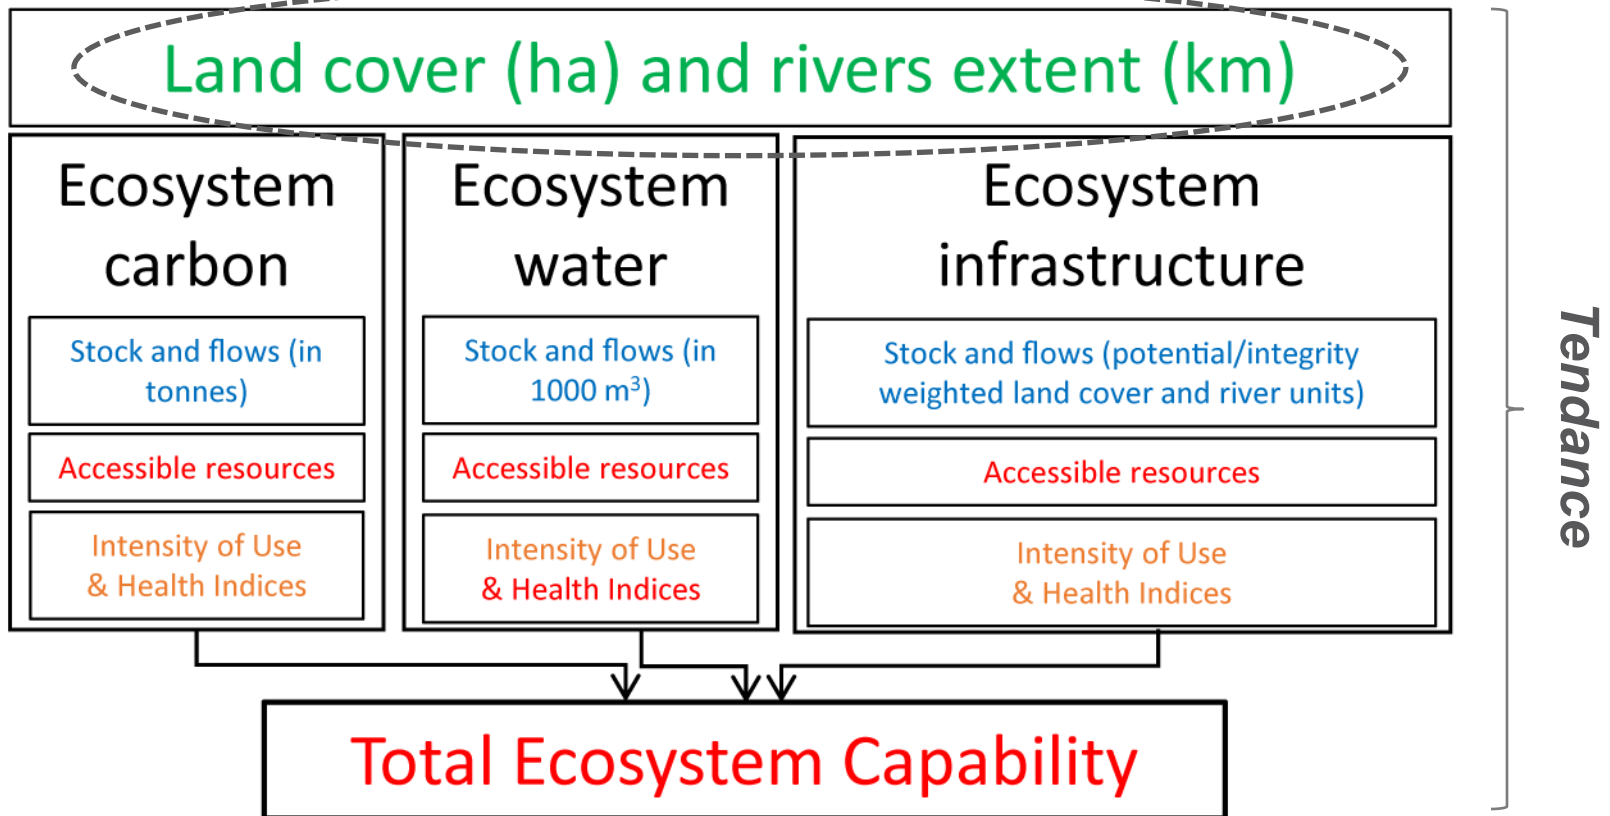 Land cover (ha) and rivers extent (km)
Ecosystem
carbon
Stock and flows (in
tonnes)
Accessible resources
Intensity of Use
& Health Indices
Ecosystem
water
Stock and flows (in
1000 m³)
Accessible resources
Intensity of Use
& Health Indices
Ecosystem
infrastructure
Stock and flows (potential/integrity
weighted land cover and river units)
Accessible resources
Intensity of Use
& Health Indices
Total Ecosystem Capability
Tendance